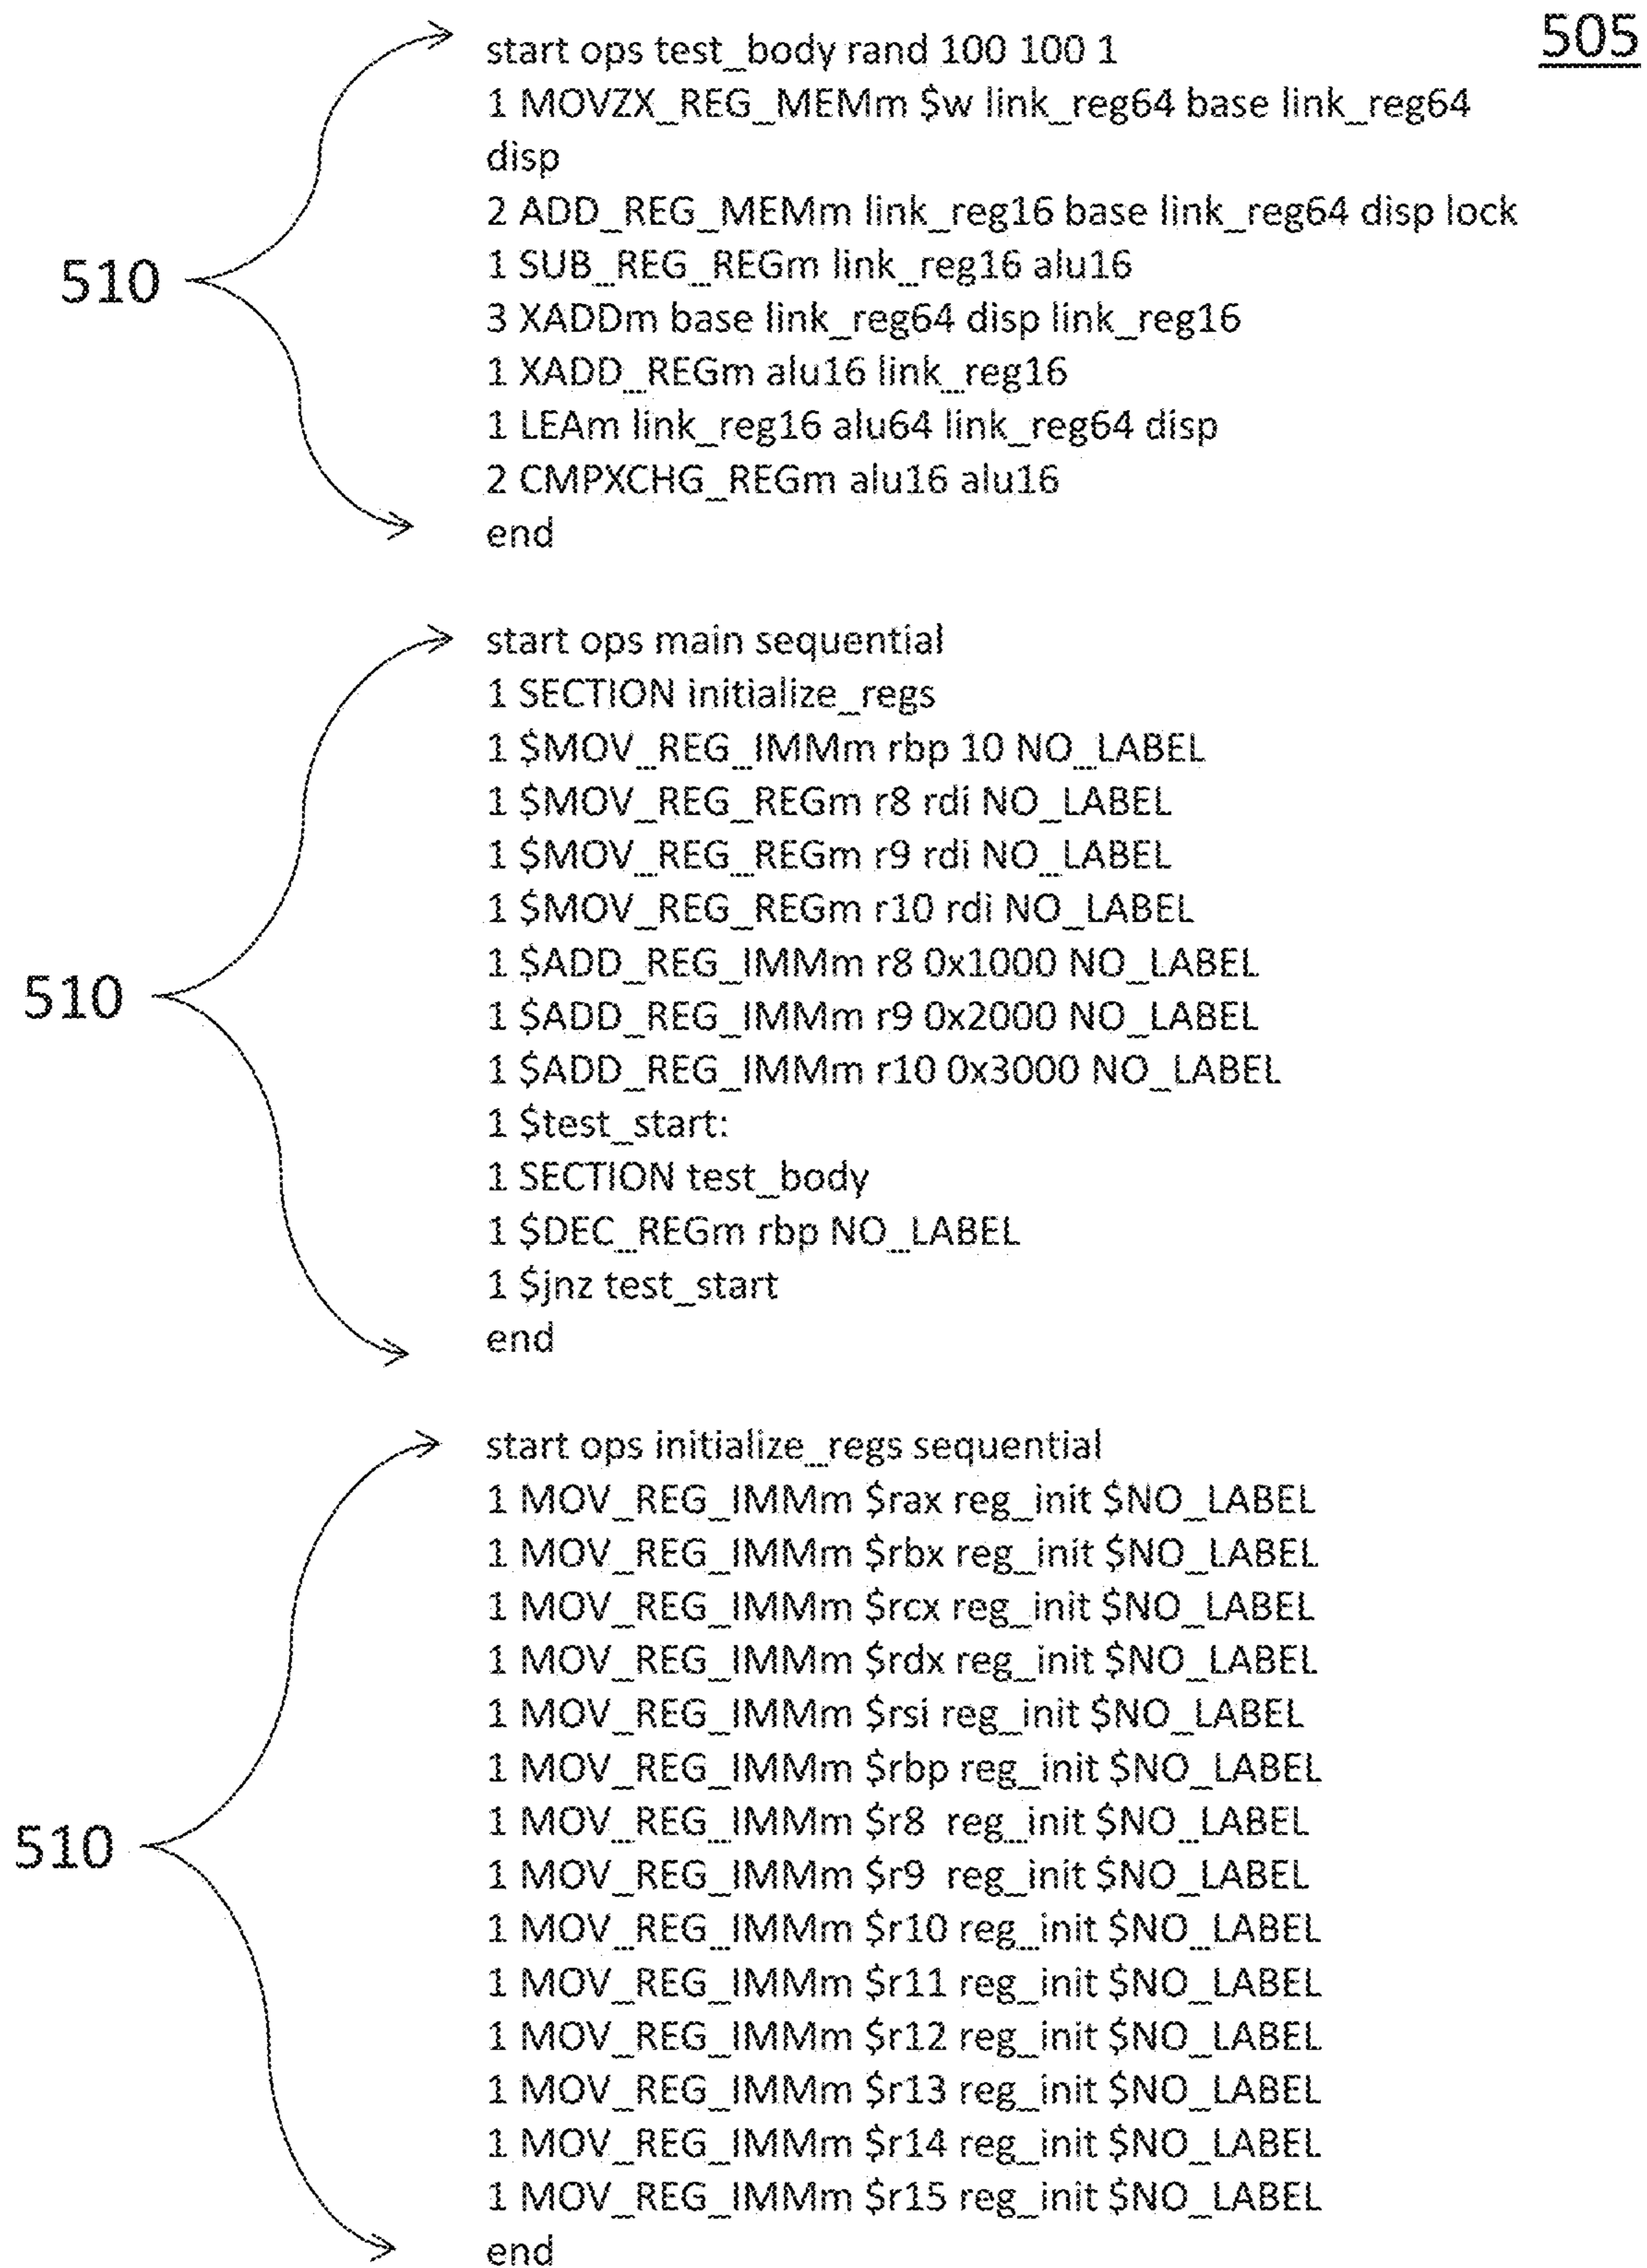 505
start ops test_body rand 100 100 1
1 MOVZX_REG_MEMm $w link_reg64 base link_reg64
disp
2 ADD_REG_MEMm link_reg16 base link_reg64 disp lock
1 SUB_REG_REGm link_reg16 alu16
510
3 XADDm base link_reg64 disp link_reg16
1 XADD_REGm alu16 link_reg16
1 LEAm link_reg16 alu64 link_reg64 disp
2 CMPXCHG_REGm alu16 alu16
end
start ops main sequential
1 SECTION initialize_regs
1 $MOV_REG_IMMm rbp 10 NO_LABEL
1 $MOV_REG_REGm r8 rdi NO_LABEL
1 $MOV_REG_REGm r9 rdi NO_LABEL
1 $MOV_REG_REGm r10 rdi NO_LABEL
1 $ADD_REG_IMMm r8 0x1000 NO_LABEL
510
1 $ADD_REG_IMMm r9 0x2000 NO_LABEL
1 $ADD_REG_IMMm r10 0x3000 NO_LABEL
1 $test_start:
1 SECTION test_body
1 $DEC_REGm rbp NO_LABEL
1 $jnz test_start
end
start ops initialize_regs sequential
1 MOV_REG_IMMm $rax reg_init $NO_LABEL
1 MOV_REG_IMMm $rbx reg_init $NO_LABEL
1 MOV_REG_IMMm $rcx reg_init $NO_LABEL
1 MOV_REG_IMMm $rdx reg_init $NO_LABEL
1 MOV_REG_IMMm $rsi reg_init $NO_LABEL
1 MOV_REG_IMMm $rbp reg_init $NO_LABEL
1 MOV_REG_IMMm $r8 reg_init $NO_LABEL
510
1 MOV_REG_IMMm $r9 reg_init $NO_LABEL
1 MOV_REG_IMMm $r10 reg_init $NO_LABEL
1 MOV_REG_IMMm $r11 reg_init $NO_LABEL
1 MOV_REG_IMMm $r12 reg_init $NO_LABEL
1 MOV_REG_IMMm $r13 reg_init $NO_LABEL
1 MOV_REG_IMMm $r14 reg_init $NO_LABEL
1 MOV_REG_IMMm $r15 reg_init $NO_LABEL
end